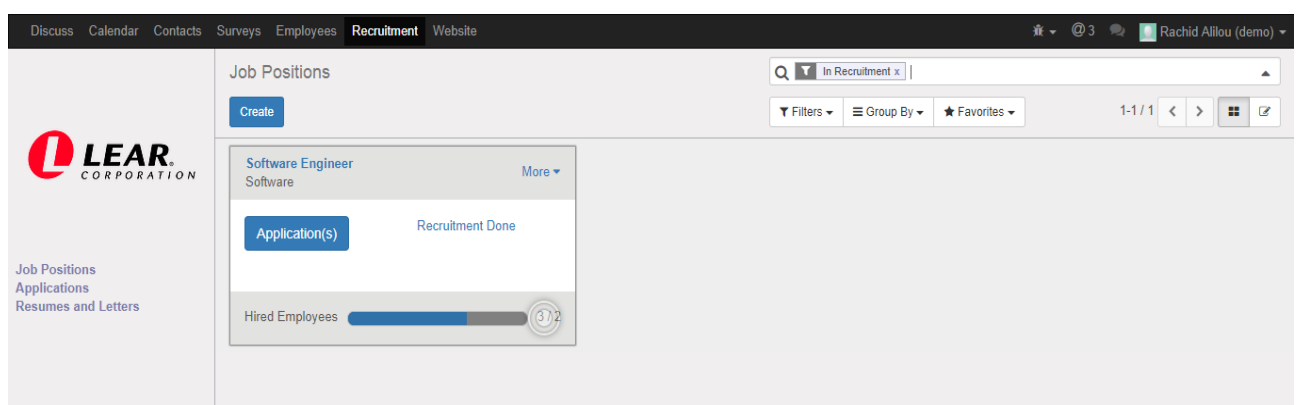 Discuss Calendar Contacts Surveys Employees Recruitment Website @ 3 Rachid Alilou (demo)
Job Positions
In Recruitment x
Create
Filters Group By Favorites 1-1 / 1
LEAR.
CORPORATION
Software Engineer
Software
More
Application(s)
Recruitment Done
Job Positions
Applications
Resumes and Letters
Hired Employees 3 / 2